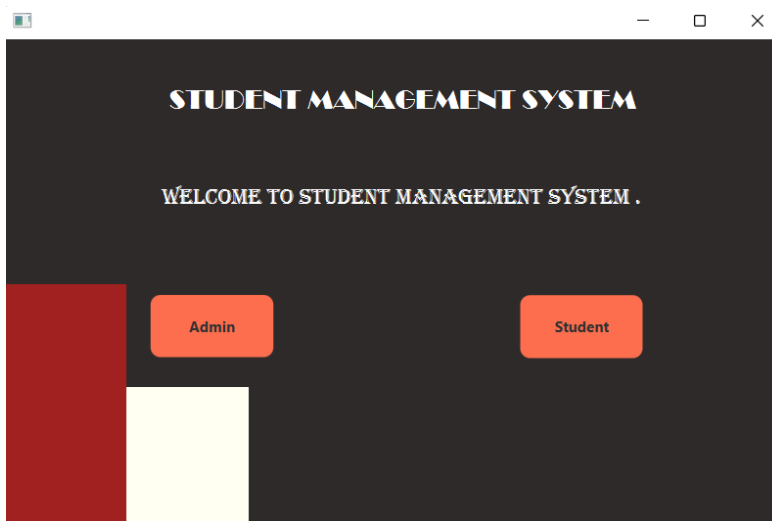 STUDENT MANAGEMENT SYSTEM
WELCOME TO STUDENT MANAGEMENT SYSTEM .
Admin
Student